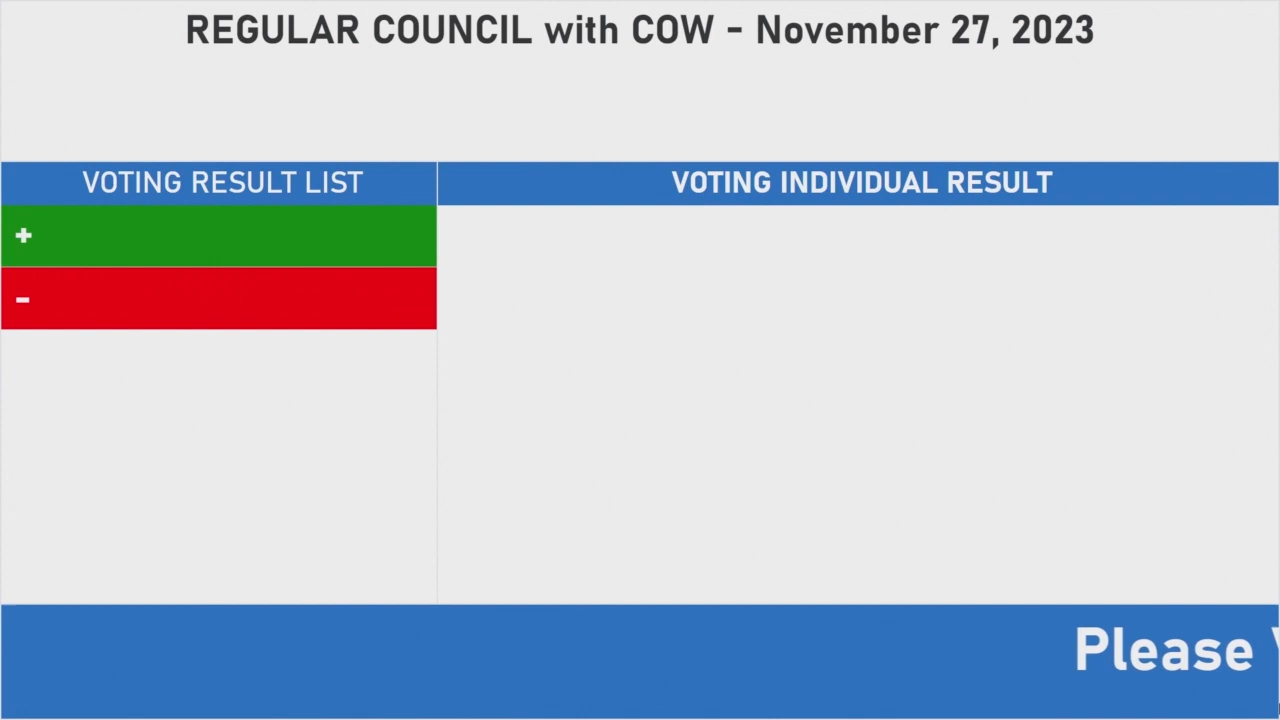 REGULAR COUNCIL with COW - November 27, 2023
VOTING RESULT LIST
VOTING INDIVIDUAL RESULT
+
-
Please